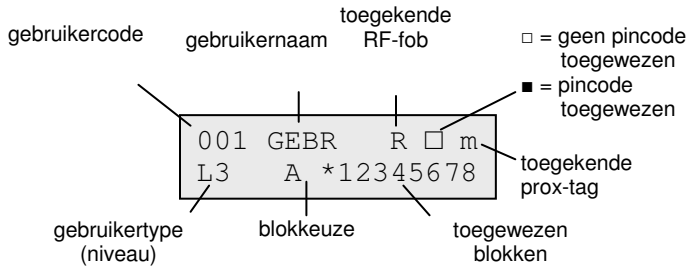 gebruikercode
gebruikernaam
toegekende
RF-fob
□ = geen pincode
toegewezen
■ = pincode
toegewezen
001 GEBR R □ m
L3 A *12345678
toegekende
prox-tag
gebruikertype
(niveau)
blokkeuze
toegewezen
blokken